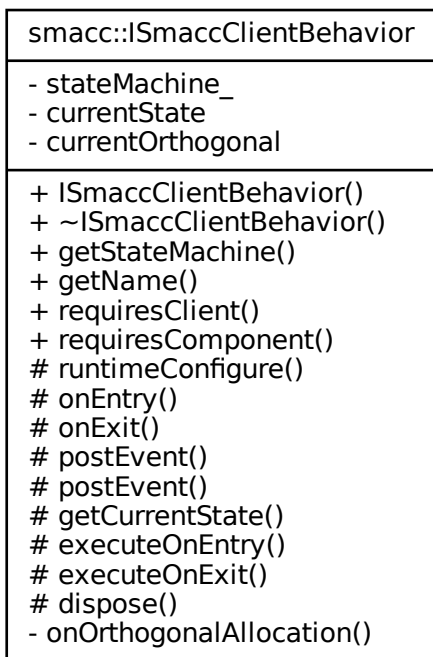 smacc::ISmaccClientBehavior
- stateMachine_
- currentState
- currentOrthogonal
+ ISmaccClientBehavior()
+ ~ISmaccClientBehavior()
+ getStateMachine()
+ getName()
+ requiresClient()
+ requiresComponent()
# runtimeConfigure()
# onEntry()
# onExit()
# postEvent()
# postEvent()
# getCurrentState()
# executeOnEntry()
# executeOnExit()
# dispose()
- onOrthogonalAllocation()